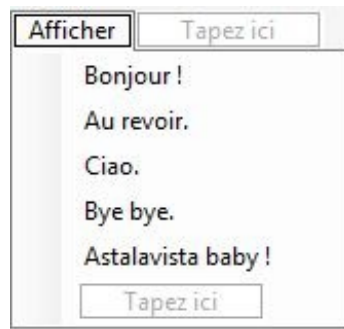 Afficher Tapez ici
Bonjour !
Au revoir.
Ciao.
Bye bye.
Astalavista baby !
Tapez ici